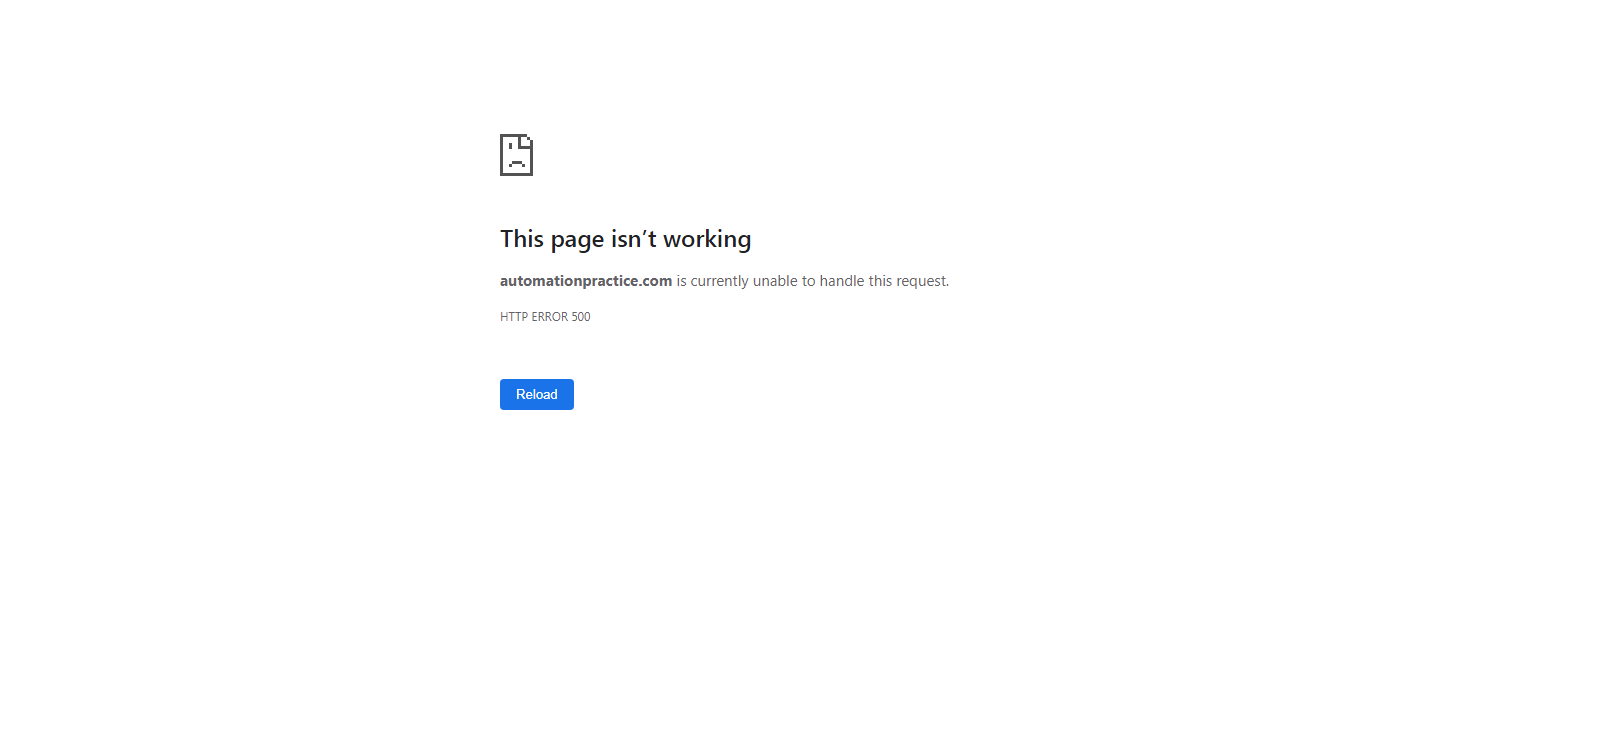 This page isn’t working
automationpractice.com is currently unable to handle this request.
HTTP ERROR 500
Reload